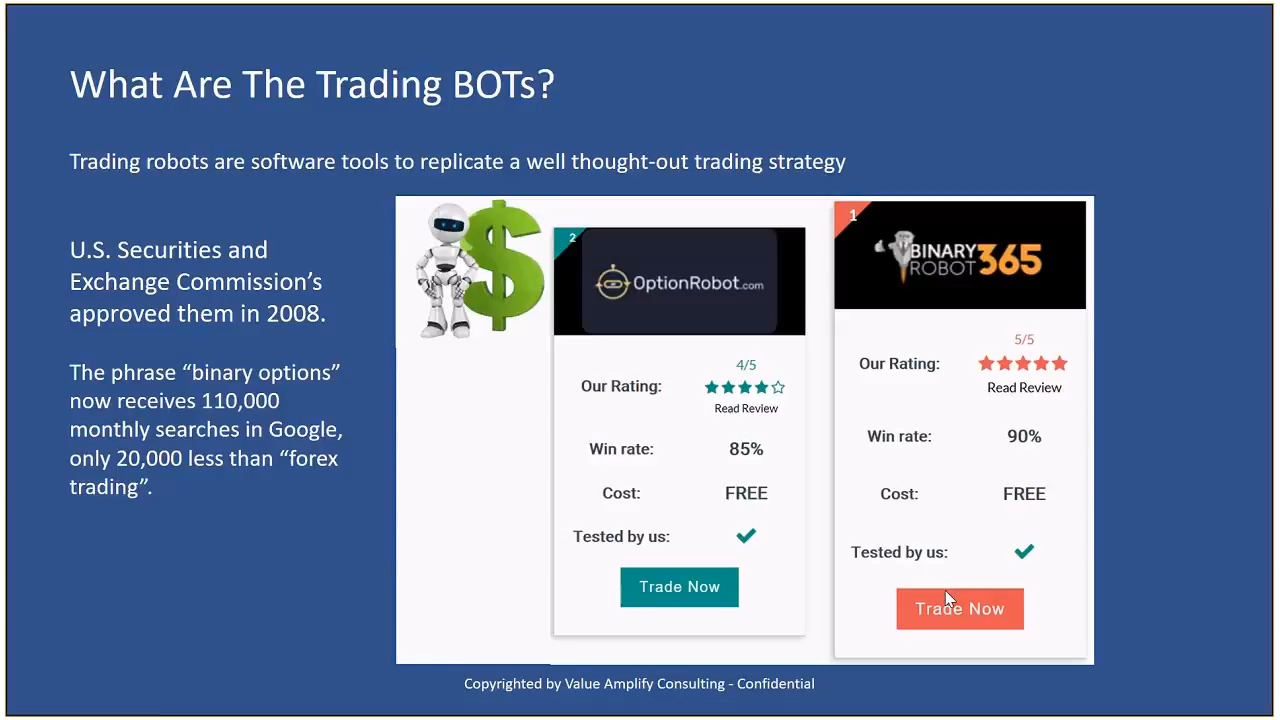 What Are The Trading BOTs?
Trading robots are software tools to replicate a well thought-out trading strategy
U.S. Securities and
Exchange Commission’s
approved them in 2008.
The phrase “binary options”
now receives 110,000
monthly searches in Google,
only 20,000 less than “forex
trading”.
2
OptionRobot.com
4/5
Our Rating:
Read Review
Win rate: 85%
Cost: FREE
Tested by us:
Trade Now
1
BINARY
ROBOT 365
5/5
Our Rating:
Read Review
Win rate: 90%
Cost: FREE
Tested by us:
Trade Now
Copyrighted by Value Amplify Consulting - Confidential